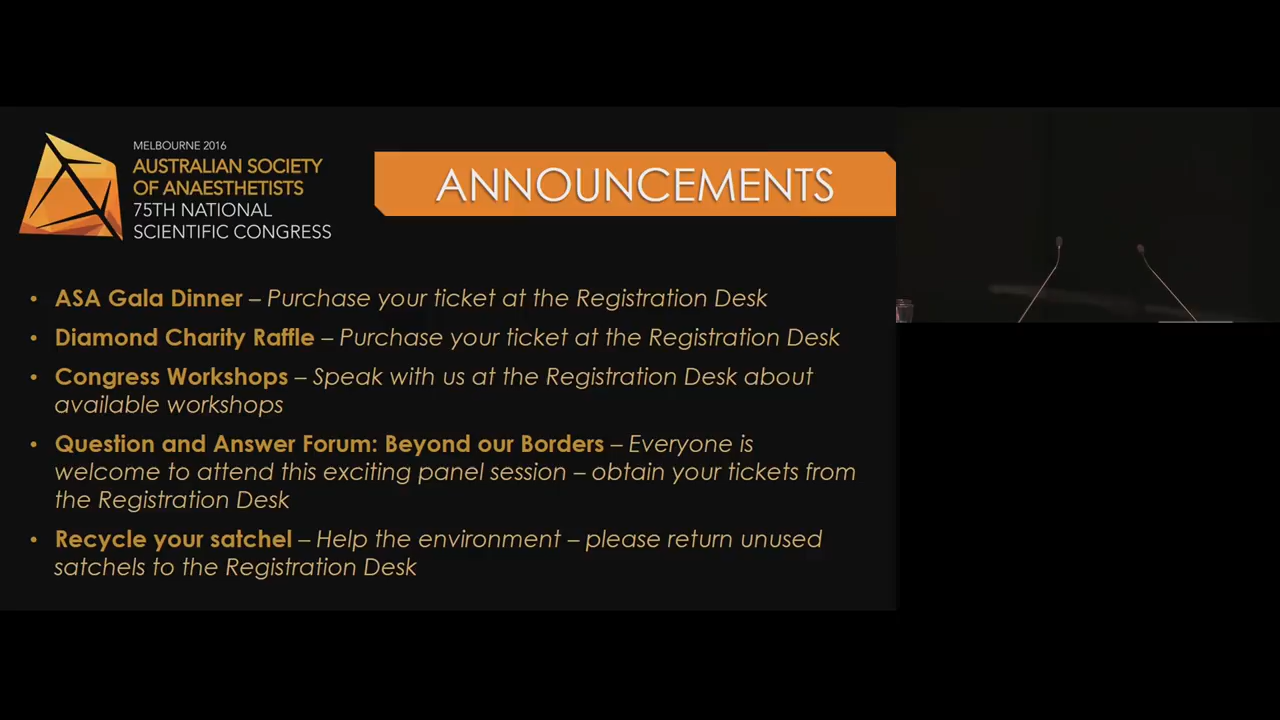 MELBOURNE 2016
AUSTRALIAN SOCIETY
OF ANAESTHETISTS
75TH NATIONAL
SCIENTIFIC CONGRESS
ANNOUNCEMENTS
• ASA Gala Dinner – Purchase your ticket at the Registration Desk
• Diamond Charity Raffle – Purchase your ticket at the Registration Desk
• Congress Workshops – Speak with us at the Registration Desk about
available workshops
• Question and Answer Forum: Beyond our Borders – Everyone is
welcome to attend this exciting panel session – obtain your tickets from
the Registration Desk
• Recycle your satchel – Help the environment – please return unused
satchels to the Registration Desk